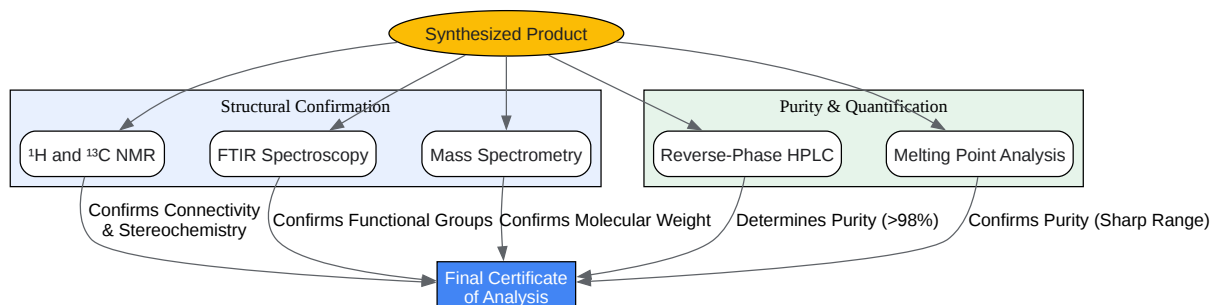 Synthesized Product
Structural Confirmation
Purity & Quantification
¹H and ¹³C NMR
FTIR Spectroscopy
Mass Spectrometry
Reverse-Phase HPLC
Melting Point Analysis
Confirms Connectivity
& Stereochemistry
Confirms Functional Groups
Confirms Molecular Weight
Determines Purity (>98%)
Confirms Purity (Sharp Range)
Final Certificate
of Analysis